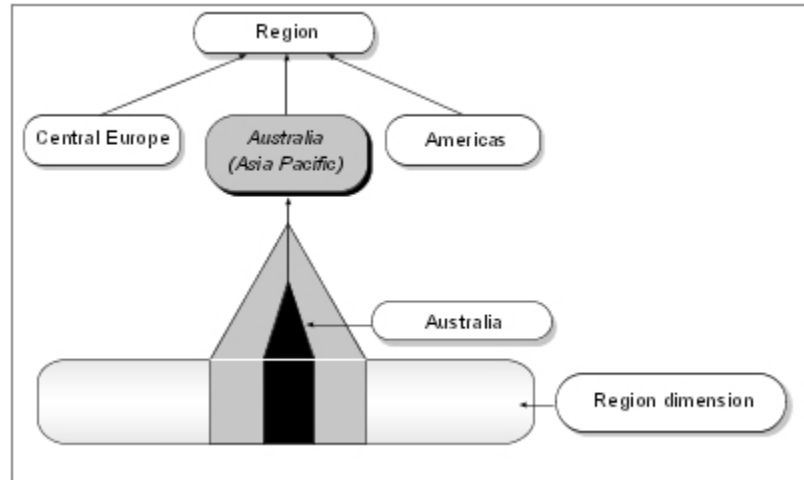 Region
Central Europe
Australia
(Asia Pacific)
Americas
Australia
Region dimension